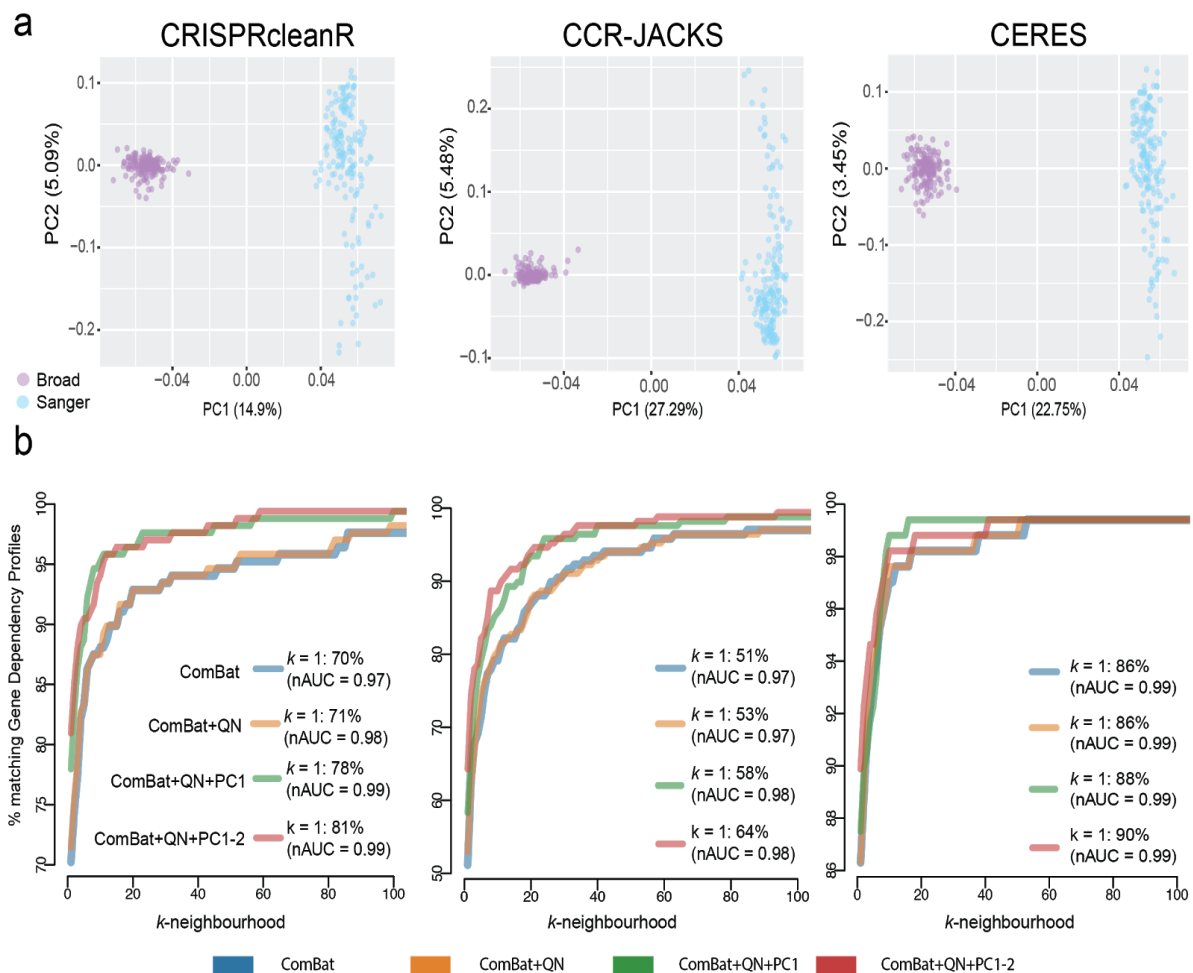 a
CRISPRcleanR
CCR-JACKS
CERES
PC2 (5.09%)
0.1
0.0
−0.1
−0.2
−0.04
0.00
0.04
PC1 (14.9%)
PC2 (5.48%)
0.2
0.1
0.0
−0.1
−0.04
0.00
0.04
PC1 (27.29%)
PC2 (3.45%)
0.1
0.0
−0.1
−0.2
−0.04
0.00
0.04
PC1 (22.75%)
Broad
Sanger
b
% matching Gene Dependency Profiles
100
95
90
85
80
75
70
ComBat
k = 1: 70%
(nAUC = 0.97)
ComBat+QN
k = 1: 71%
(nAUC = 0.98)
ComBat+QN+PC1
k = 1: 78%
(nAUC = 0.99)
ComBat+QN+PC1-2
k = 1: 81%
(nAUC = 0.99)
0 20 40 60 80 100
k-neighbourhood
100
90
80
70
60
50
k = 1: 51%
(nAUC = 0.97)
k = 1: 53%
(nAUC = 0.97)
k = 1: 58%
(nAUC = 0.98)
k = 1: 64%
(nAUC = 0.98)
0 20 40 60 80 100
k-neighbourhood
100
98
96
94
92
90
88
86
k = 1: 86%
(nAUC = 0.99)
k = 1: 86%
(nAUC = 0.99)
k = 1: 88%
(nAUC = 0.99)
k = 1: 90%
(nAUC = 0.99)
0 20 40 60 80 100
k-neighbourhood
ComBat ComBat+QN ComBat+QN+PC1 ComBat+QN+PC1-2